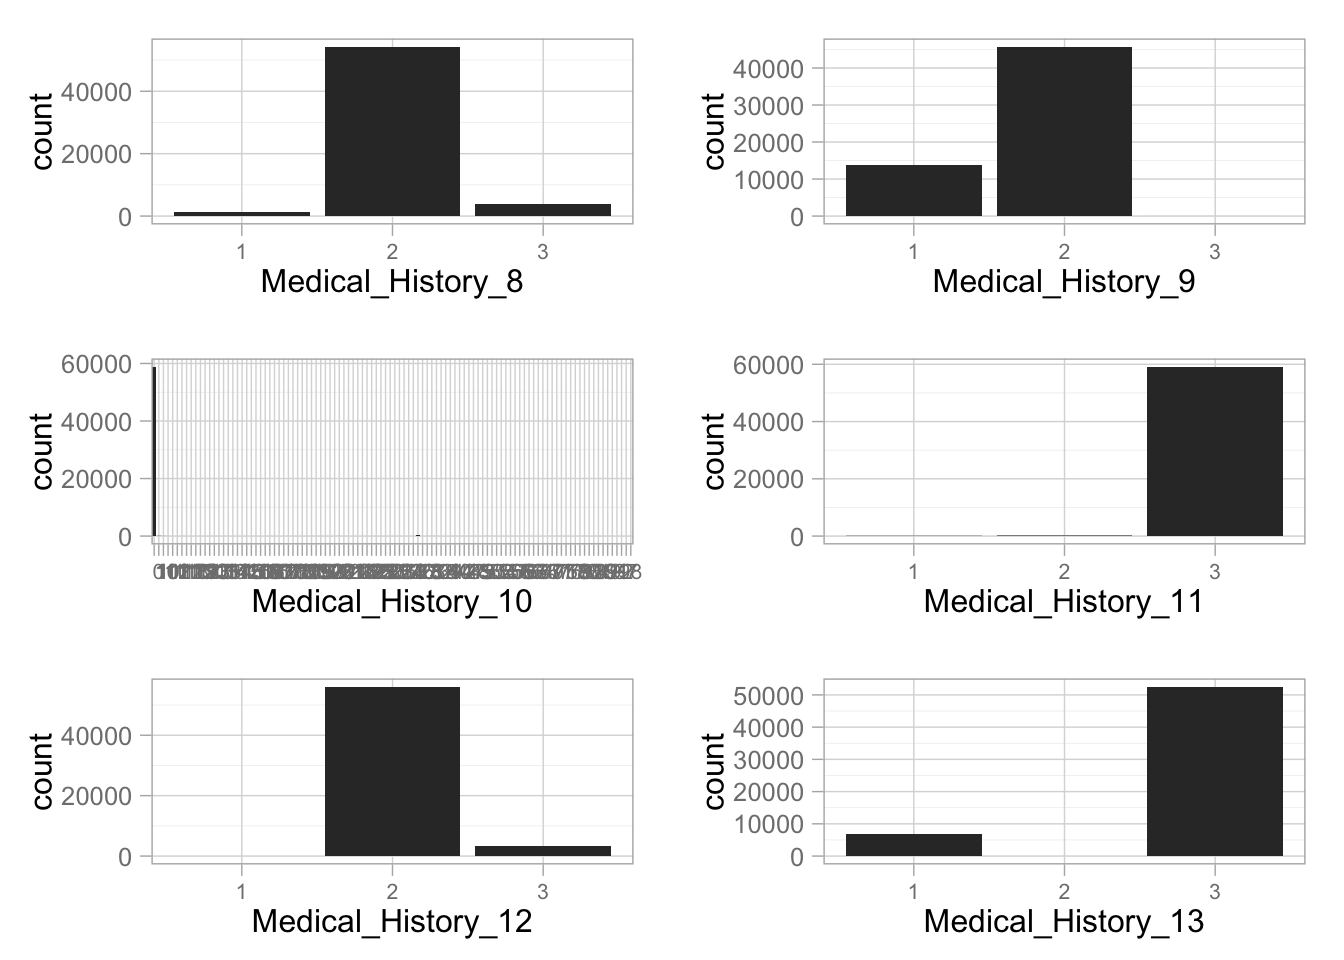 count
40000
20000
0
1 2 3
Medical_History_8
count
40000
30000
20000
10000
0
1 2 3
Medical_History_9
count
60000
40000
20000
0
Medical_History_10
count
60000
40000
20000
0
1 2 3
Medical_History_11
count
40000
20000
0
1 2 3
Medical_History_12
count
50000
40000
30000
20000
10000
0
1 2 3
Medical_History_13